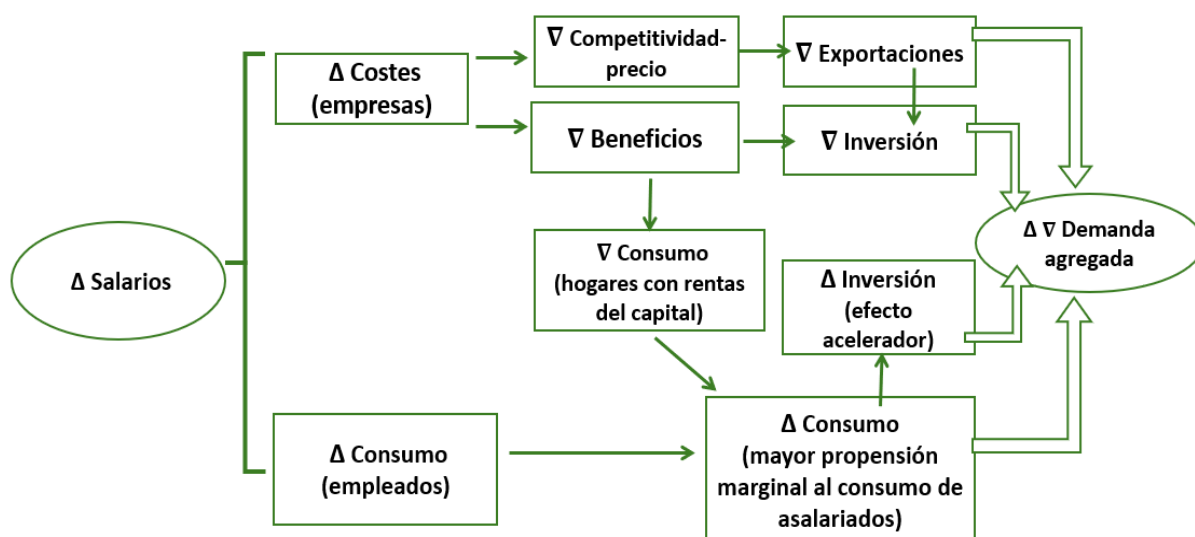 Δ Salarios
Δ Costes
(empresas)
∇ Competitividad-
precio
∇ Exportaciones
∇ Beneficios
∇ Inversión
∇ Consumo
(hogares con rentas
del capital)
Δ Inversión
(efecto
acelerador)
Δ ∇ Demanda
agregada
Δ Consumo
(empleados)
Δ Consumo
(mayor propensión
marginal al consumo de
asalariados)